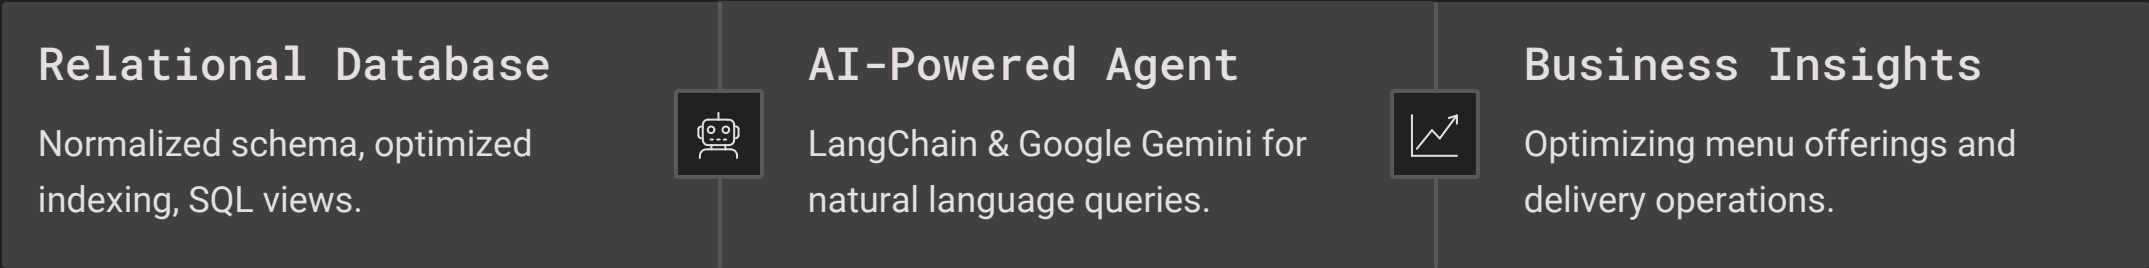 Relational Database
Normalized schema, optimized
indexing, SQL views.
AI-Powered Agent
LangChain & Google Gemini for
natural language queries.
Business Insights
Optimizing menu offerings and
delivery operations.